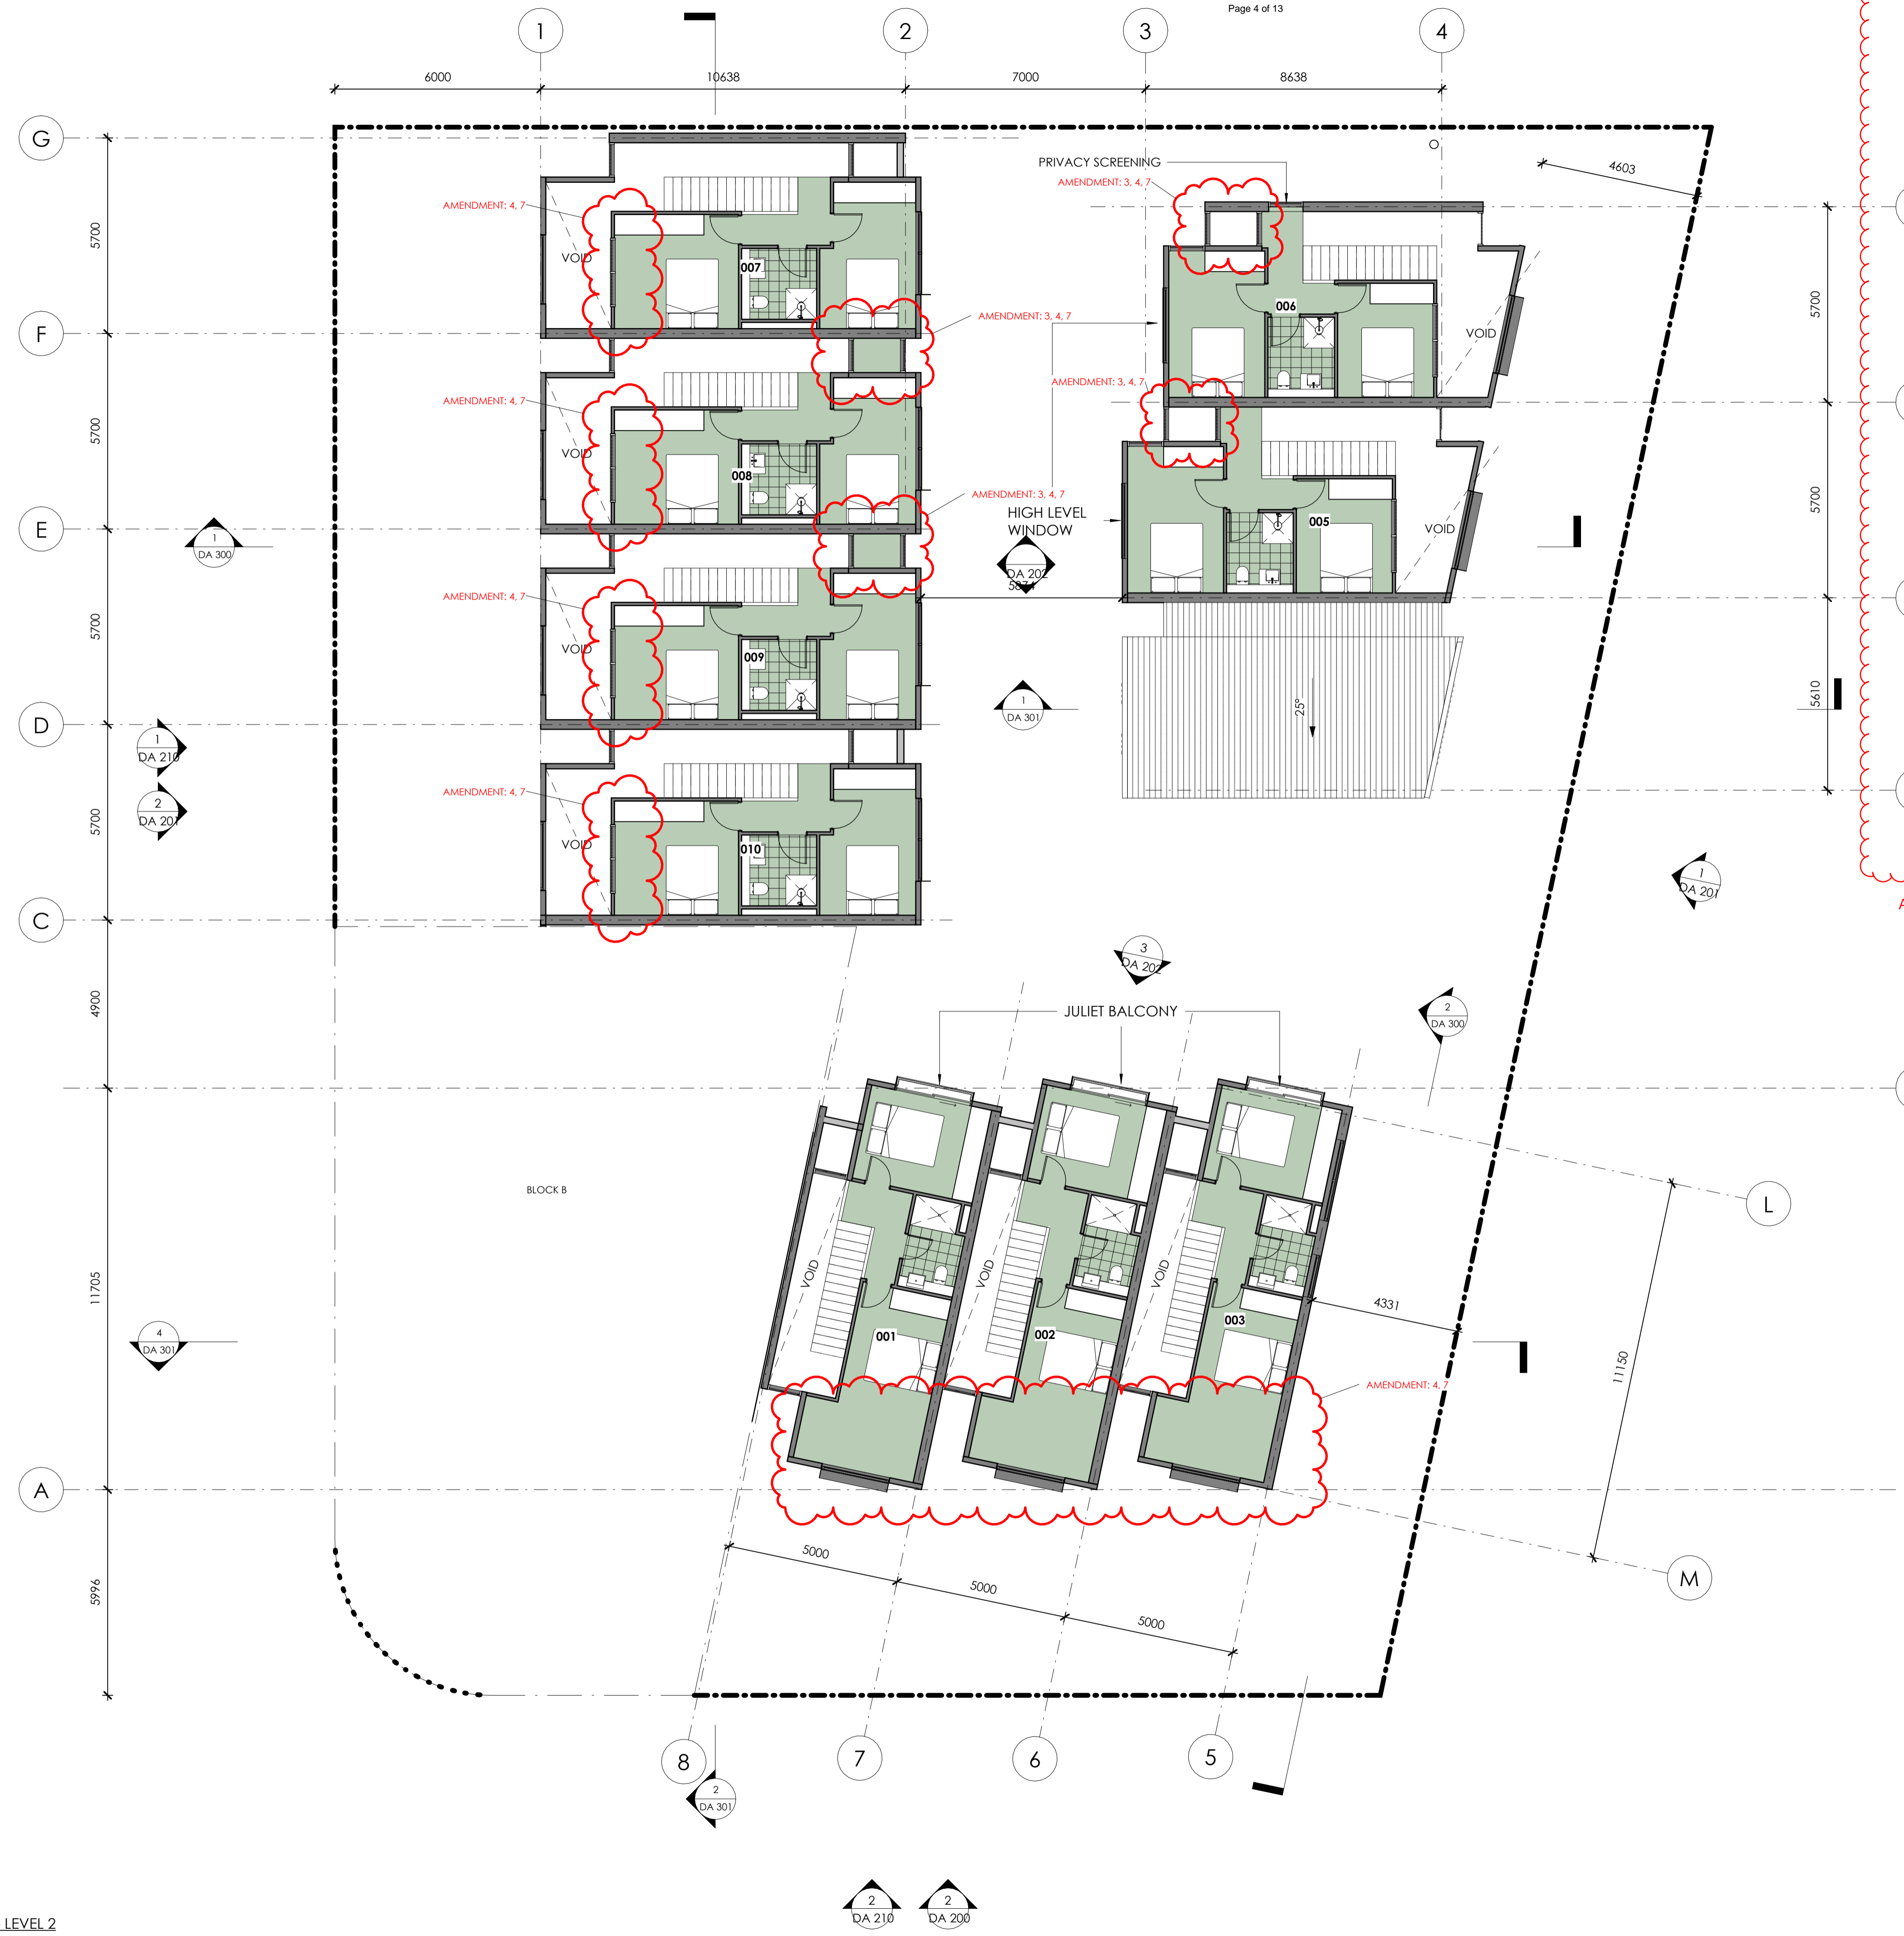 Page 4 of 13
1
2
3
4
6000
10638
7000
8638
G
PRIVACY SCREENING
4603
AMENDMENT: 3, 4, 7
AMENDMENT: 4, 7
5700
VOID
007
006
5700
AMENDMENT: 3, 4, 7
F
VOID
AMENDMENT: 3, 4, 7
AMENDMENT: 4, 7
5700
VOID
008
AMENDMENT: 3, 4, 7
HIGH LEVEL
WINDOW
005
5700
VOID
E
1
DA 300
DA 202
5874
AMENDMENT: 4, 7
5700
VOID
009
1
DA 301
25°
5610
D
1
DA 210
2
DA 201
AMENDMENT: 4, 7
5700
VOID
010
1
DA 201
C
3
DA 202
4900
JULIET BALCONY
2
DA 300
BLOCK B
L
VOID
VOID
VOID
11705
4331
001
002
003
4
DA 301
11150
AMENDMENT: 4, 7
A
5000
5000
5000
M
5996
8
7
6
5
2
DA 301
2
DA 210
2
DA 200
LEVEL 2